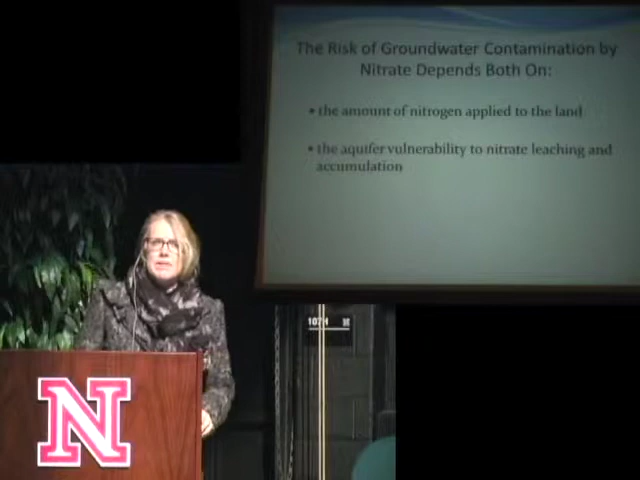 The Risk of Groundwater Contamination by
Nitrate Depends Both On:
• the amount of nitrogen applied to the land
• the aquifer vulnerability to nitrate leaching and
accumulation
107H
N